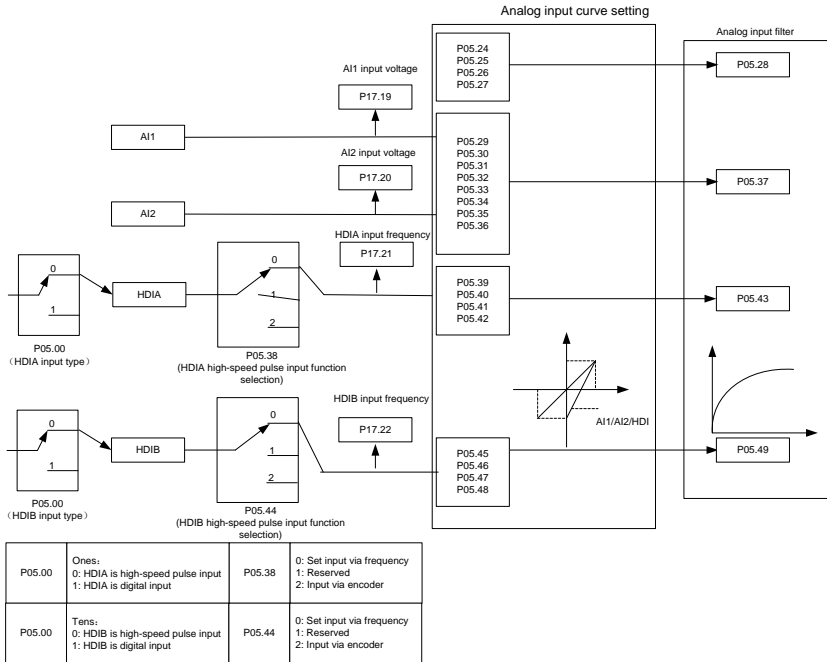 Analog input curve setting
Analog input filter
P05.24
P05.25
P05.26
P05.27
P05.28
AI1 input voltage
P17.19
AI1
AI2 input voltage
P17.20
AI2
P05.29
P05.30
P05.31
P05.32
P05.33
P05.34
P05.35
P05.36
P05.37
HDIA input frequency
P17.21
0
1
HDIA
0
1
2
P05.39
P05.40
P05.41
P05.42
P05.43
P05.00
（HDIA input type）
P05.38
(HDIA high-speed pulse input function
selection)
AI1/AI2/HDI
HDIB input frequency
P17.22
0
1
HDIB
0
1
2
P05.45
P05.46
P05.47
P05.48
P05.49
P05.00
（HDIB input type）
P05.44
(HDIB high-speed pulse input function
selection)
P05.00
Ones：
0: HDIA is high-speed pulse input
1: HDIA is digital input
P05.38
0: Set input via frequency
1: Reserved
2: Input via encoder
P05.00
Tens：
0: HDIB is high-speed pulse input
1: HDIB is digital input
P05.44
0: Set input via frequency
1: Reserved
2: Input via encoder